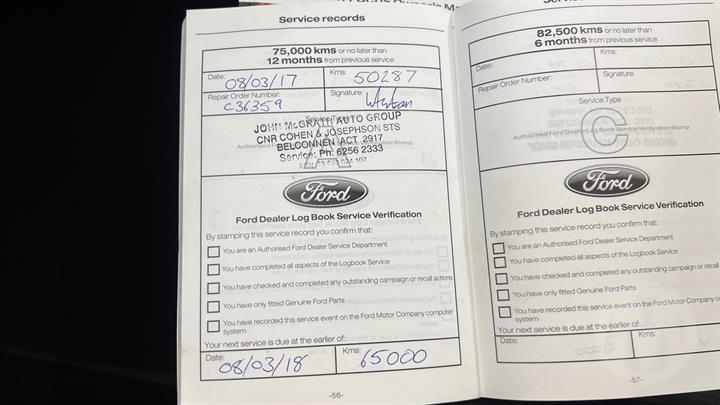 Service records
75,000 kms or no later than
12 months from previous service
Date: 08/03/17 Kms: 50287
Repair Order Number: C36359 Signature:
Service Type
JOHN McGRATH AUTO GROUP
CNR COHEN & JOSEPHSON STS
BELCONNEN ACT 2917
Service: Ph: 6256 2333
Ford
Ford Dealer Log Book Service Verification
By stamping this service record you confirm that:
You are an Authorised Ford Dealer Service Department
You have completed all aspects of the Logbook Service
You have checked and completed any outstanding campaign or recall actions
You have only fitted Genuine Ford Parts
You have recorded this service event on the Ford Motor Company computer
system
Your next service is due at the earlier of:
Date: 08/03/18 Kms: 65000
-56-
82,500 kms or no later than
6 months from previous service
Date: Kms:
Repair Order Number: Signature:
Service Type
C
Authorised Ford Dealer Log Book Service Verification Stamp
Ford
Ford Dealer Log Book Service Verification
By stamping this service record you confirm that:
You are an Authorised Ford Dealer Service Department
You have completed all aspects of the Logbook Service
You have checked and completed any outstanding campaign or recall
You have only fitted Genuine Ford Parts
You have recorded this service event on the Ford Motor Company
system
Your next service is due at the earlier of:
Date: Kms:
-57-